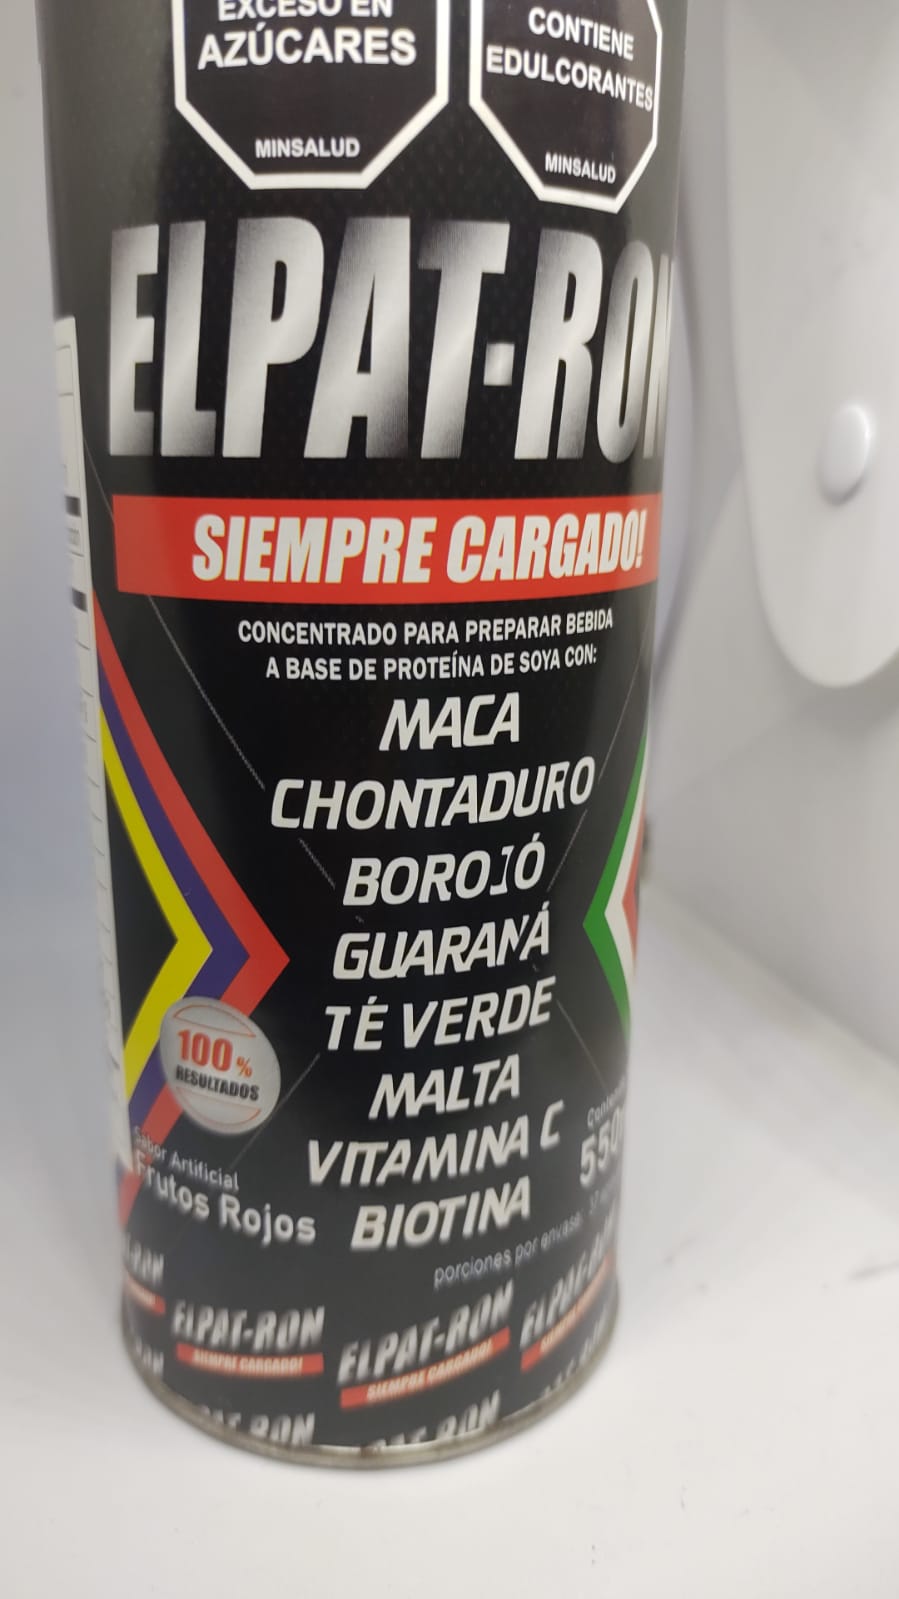 EXCESO EN
AZÚCARES
MINSALUD
CONTIENE
EDULCORANTES
MINSALUD
ELPAT-RON
SIEMPRE CARGADO!
CONCENTRADO PARA PREPARAR BEBIDA
A BASE DE PROTEÍNA DE SOYA CON:
MACA
CHONTADURO
BOROJÓ
GUARANÁ
TÉ VERDE
MALTA
VITAMINA C
BIOTINA
100%
RESULTADOS
Sabor Artificial
Frutos Rojos
550
porciones por envase:
ELPAT-RON
SIEMPRE CARGADO!
ELPAT-RON
SIEMPRE CARGADO!